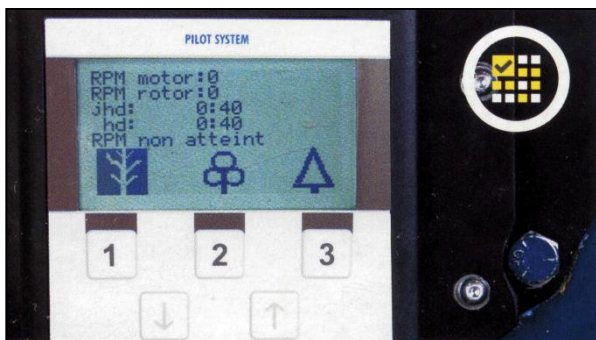 PILOT SYSTEM
RPM motor:0
RPM rotor:0
jhd: 0:40
hd: 0:40
RPM non atteint
1 2 3
↓ ↑